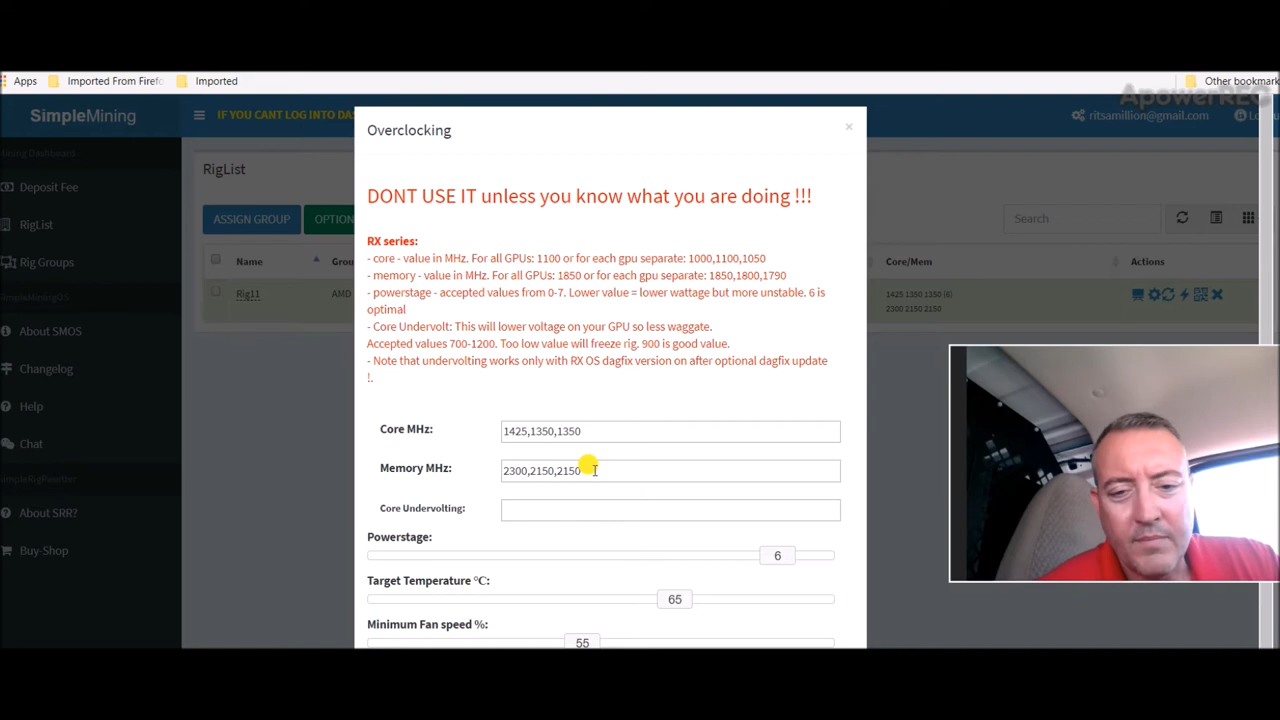 Apps Imported From Firefo Imported Other bookmark
ApowerREC
SimpleMining IF YOU CANT LOG INTO DA ritsamillion@gmail.com
Mining Dashboard
Deposit Fee
RigList
Rig Groups
SimpleMiningOS
About SMOS
Changelog
Help
Chat
SimpleRigResetter
About SRR?
Buy-Shop
RigList
ASSIGN GROUP OPTION Search
Name Grou Core/Mem Actions
Rig11 AMD 1425 1350 1350 (6)
2300 2150 2150
Overclocking ×
DONT USE IT unless you know what you are doing !!!
RX series:
- core - value in MHz. For all GPUs: 1100 or for each gpu separate: 1000,1100,1050
- memory - value in MHz. For all GPUs: 1850 or for each gpu separate: 1850,1800,1790
- powerstage - accepted values from 0-7. Lower value = lower wattage but more unstable. 6 is
optimal
- Core Undervolt: This will lower voltage on your GPU so less waggate.
Accepted values 700-1200. Too low value will freeze rig. 900 is good value.
- Note that undervolting works only with RX OS dagfix version on after optional dagfix update
!.
Core MHz: 1425,1350,1350
Memory MHz: 2300,2150,2150
Core Undervolting:
Powerstage:
6
Target Temperature °C:
65
Minimum Fan speed %:
55